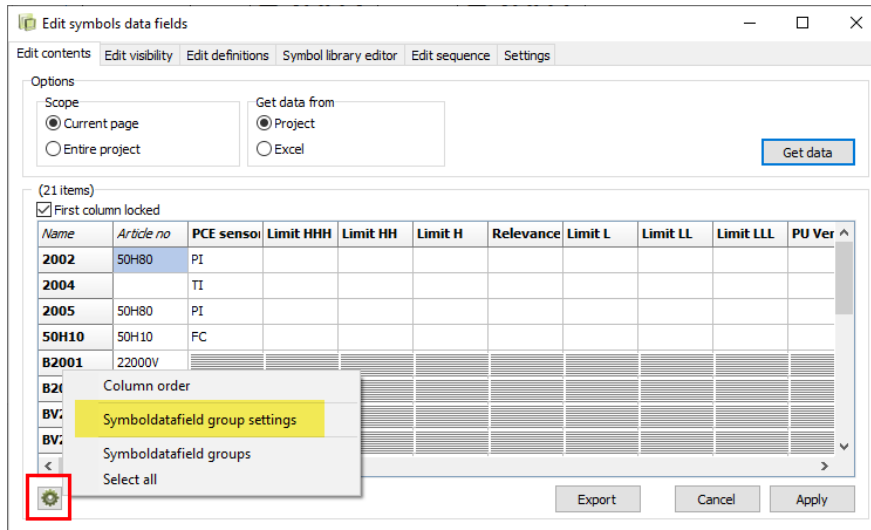 Edit symbols data fields
Edit contents Edit visibility Edit definitions Symbol library editor Edit sequence Settings
Options
Scope Get data from
Current page Project
Entire project Excel
Get data
(21 items)
First column locked
Name Article no PCE sensor Limit HHH Limit HH Limit H Relevance Limit L Limit LL Limit LLL PU Ver
2002 50H80 PI
2004 TI
2005 50H80 PI
50H10 50H10 FC
B2001 22000V
Column order
Symboldatafield group settings
Symboldatafield groups
Select all
Export Cancel Apply